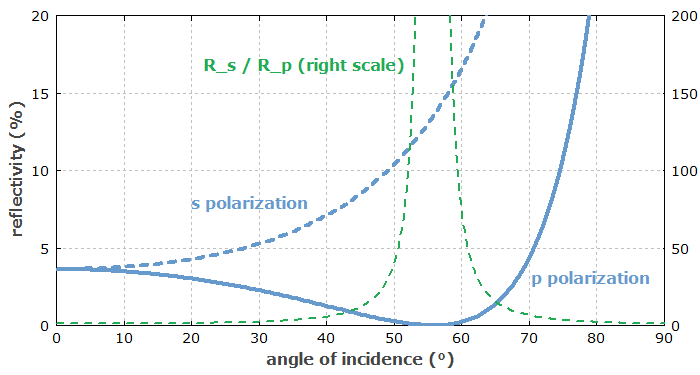 20
15
10
5
0
200
150
100
50
0
reflectivity (%)
R_s / R_p (right scale)
s polarization
p polarization
0 10 20 30 40 50 60 70 80 90
angle of incidence (°)